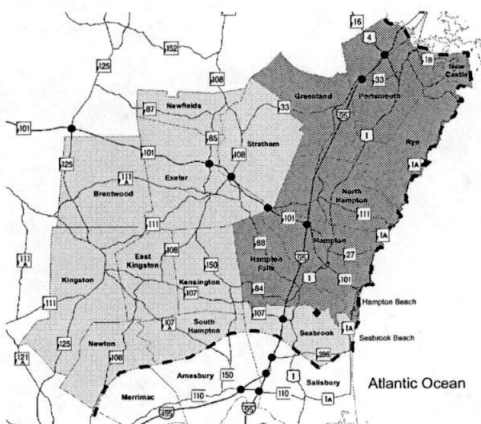 16
4
152
125
108
1B
New
Castle
33
Greenland
Portsmouth
Newfields
87
33
95
101
85
1
Stratham
108
Rye
101
125
1A
111
Exeter
Brentwood
North
Hampton
111
111
101
Hampton
1A
88
108
East
Kingston
Hampton
Falls
95
27
111
A
150
Kingston
Kensington
1
101
84
107
Hampton Beach
111
107
107
A
South
Hampton
Seabrook
1A
Seabrook Beach
125
121
A
Newton
108
286
Amesbury
150
1
Salisbury
Atlantic Ocean
Merrimac
110
110
1A
495
95